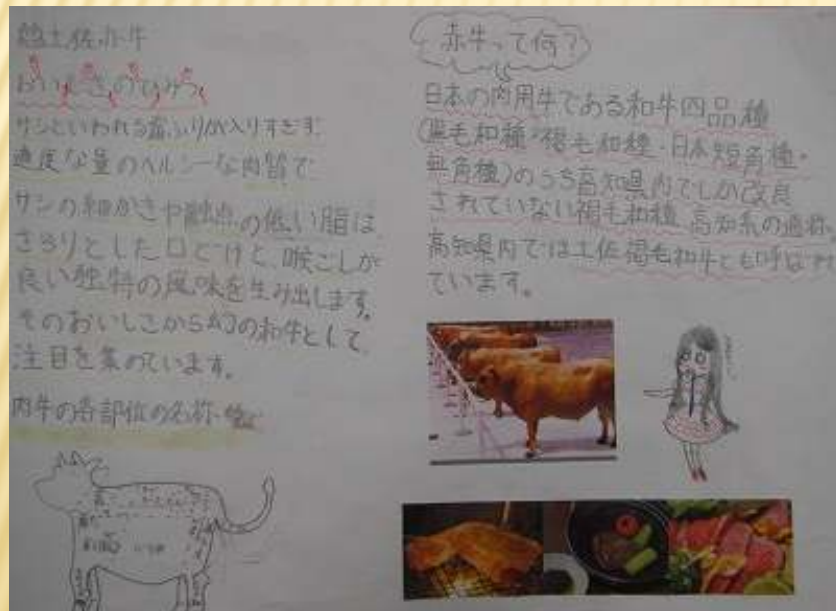 土佐赤牛
おいしさのひみつ
サシといわれる霜ふりが入りすぎず
適度な量のヘルシーな肉質で
サシの細かさや融点の低い脂は、
さらりとした口どけと、喉ごしが
良い独特の風味を生み出します。
そのおいしさから幻の和牛として、
注目を集めています。
肉牛の各部位の名称
赤牛って何?
日本の肉用牛である和牛四品種
(黒毛和種・褐毛和種・日本短角種・
無角種)のうち高知県内でしか改良
されていない褐毛和種高知系の通称。
高知県内では土佐褐毛和牛とも呼ばれ
ています。